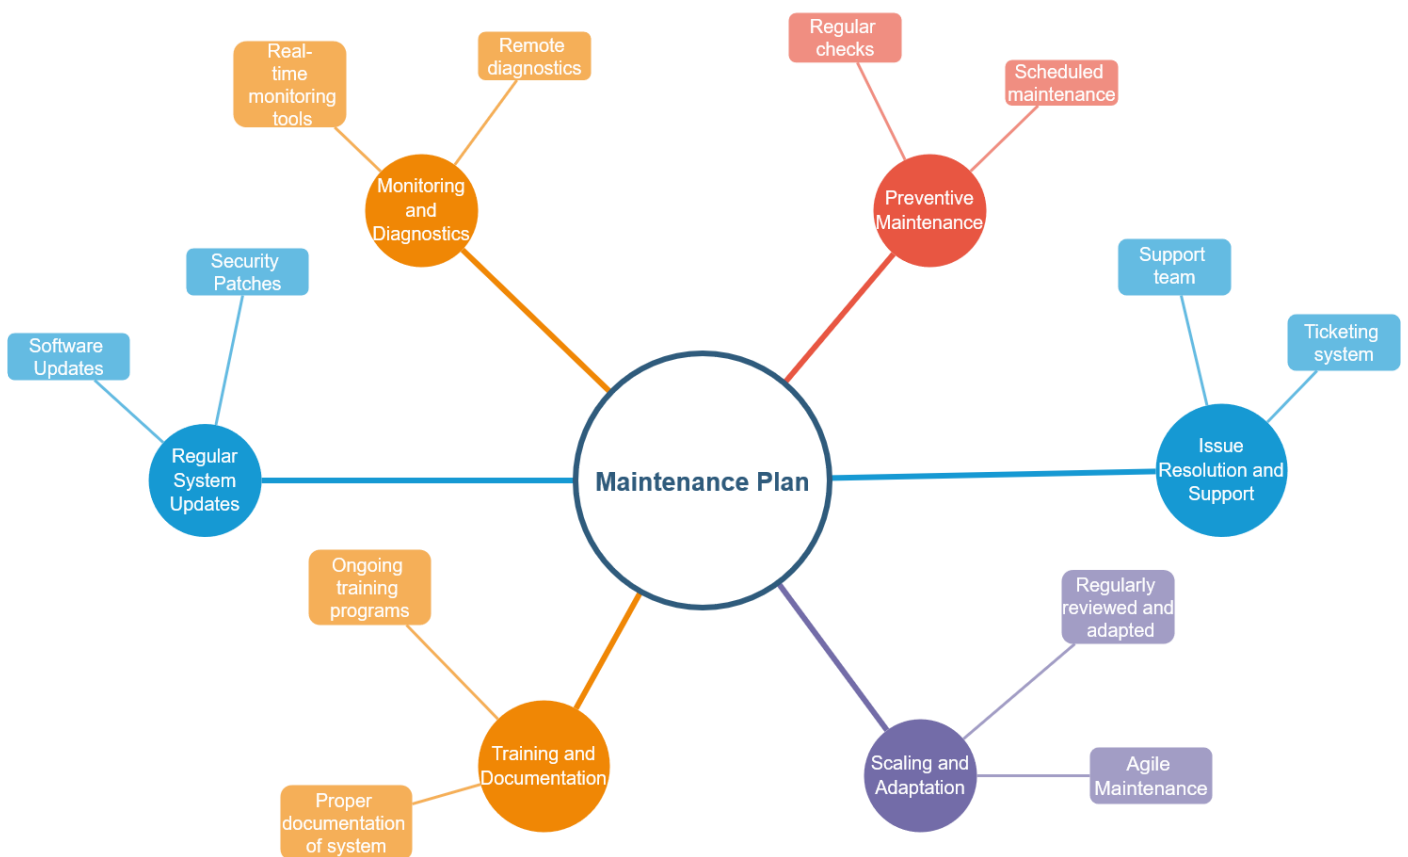 Real-
time
monitoring
tools
Remote
diagnostics
Monitoring
and
Diagnostics
Regular
checks
Scheduled
maintenance
Preventive
Maintenance
Security
Patches
Software
Updates
Regular
System
Updates
Maintenance Plan
Support
team
Ticketing
system
Issue
Resolution and
Support
Ongoing
training
programs
Training and
Documentation
Proper
documentation
of system
Regularly
reviewed and
adapted
Scaling and
Adaptation
Agile
Maintenance